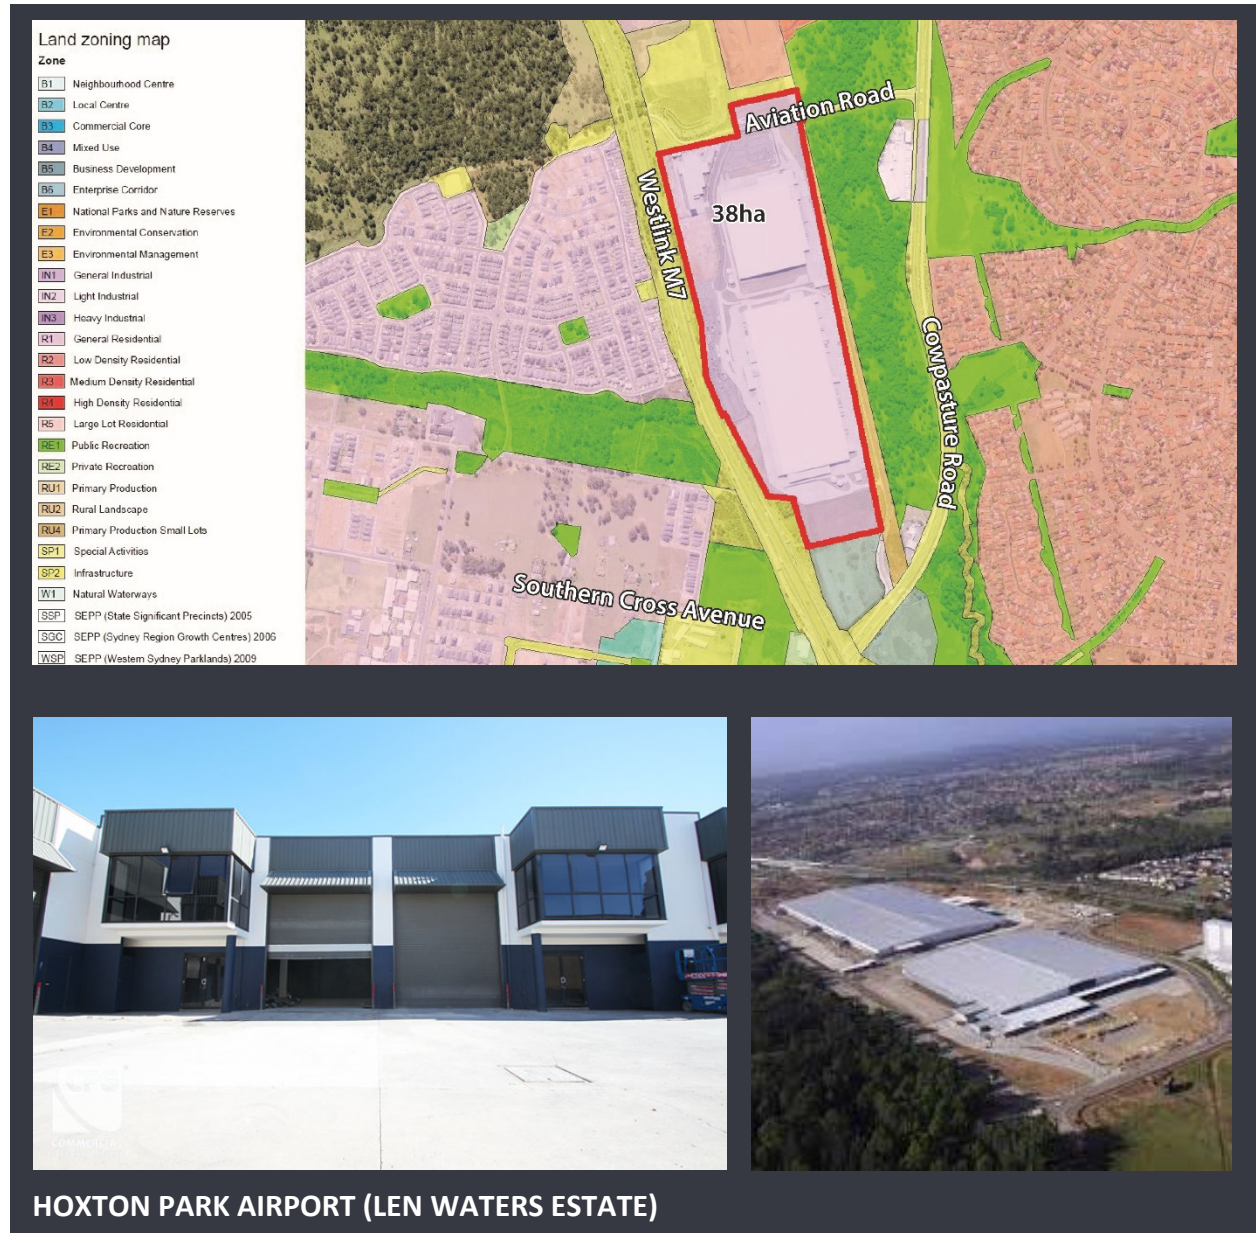 Land zoning map
Zone
B1 Neighbourhood Centre
B2 Local Centre
B3 Commercial Core
B4 Mixed Use
B5 Business Development
B6 Enterprise Corridor
E1 National Parks and Nature Reserves
E2 Environmental Conservation
E3 Environmental Management
IN1 General Industrial
IN2 Light Industrial
IN3 Heavy Industrial
R1 General Residential
R2 Low Density Residential
R3 Medium Density Residential
R4 High Density Residential
R5 Large Lot Residential
RE1 Public Recreation
RE2 Private Recreation
RU1 Primary Production
RU2 Rural Landscape
RU4 Primary Production Small Lots
SP1 Special Activities
SP2 Infrastructure
W1 Natural Waterways
SSP SEPP (State Significant Precincts) 2005
SGC SEPP (Sydney Region Growth Centres) 2006
WSP SEPP (Western Sydney Parklands) 2009
Aviation Road
Westlink M7
38ha
Cowpasture Road
Southern Cross Avenue
COMMERCIAL
HOXTON PARK AIRPORT (LEN WATERS ESTATE)